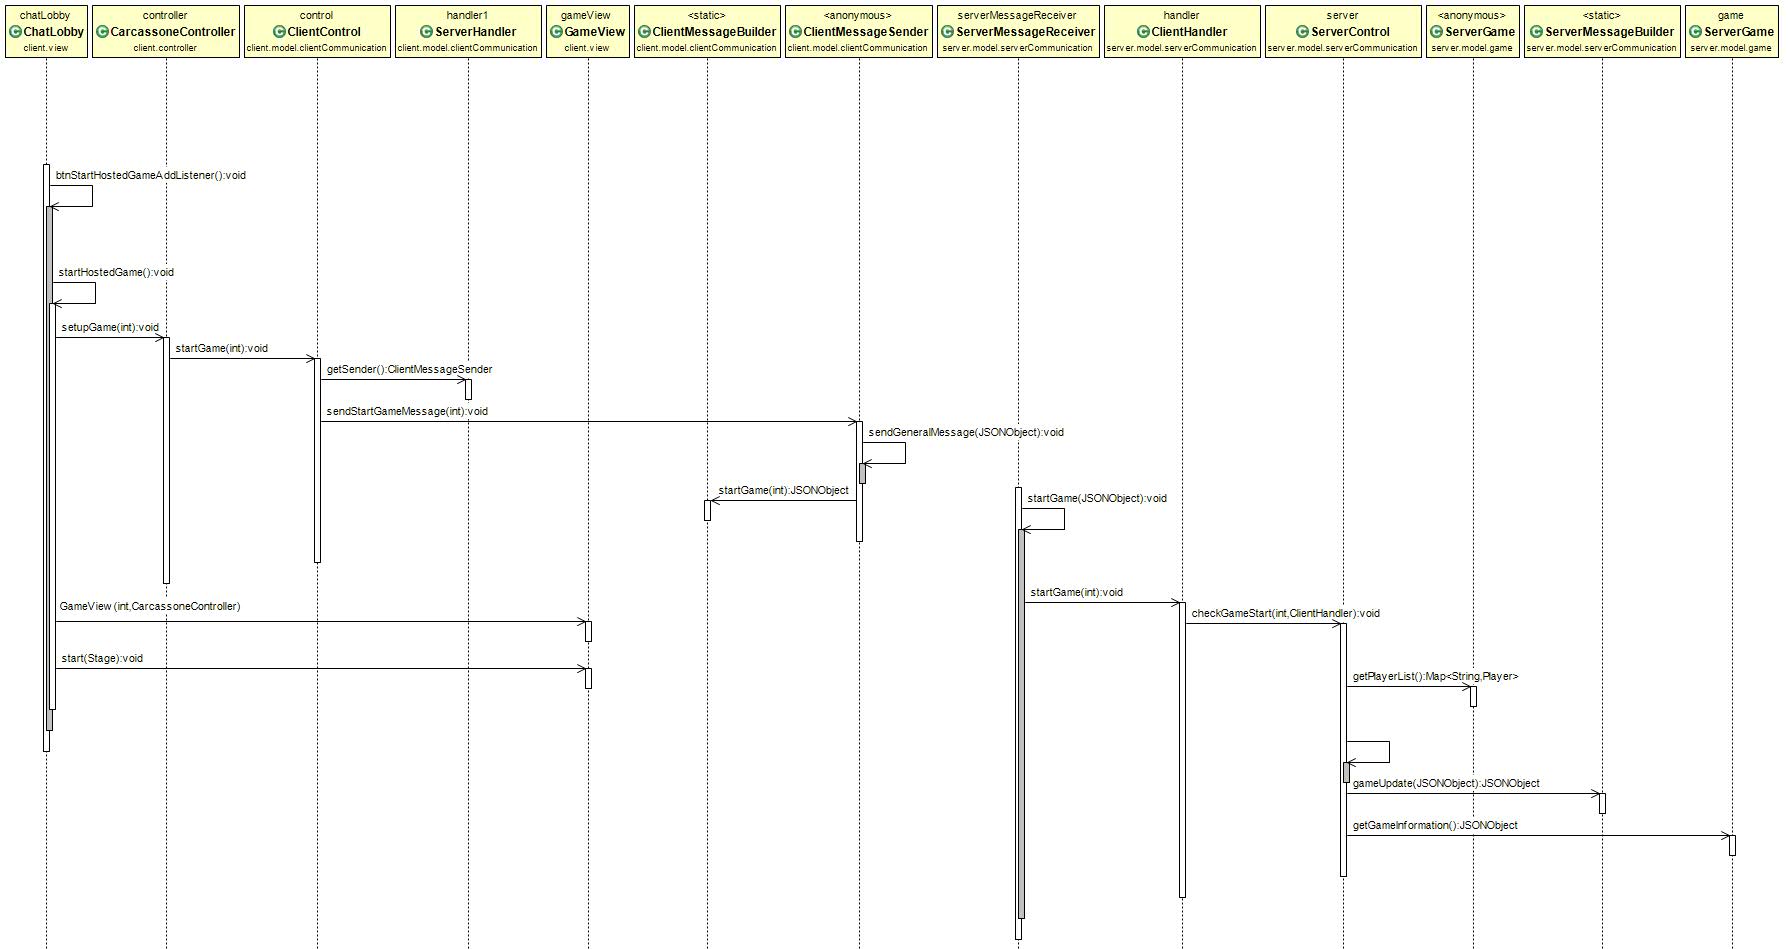 chatLobby
C ChatLobby
client.view
controller
C CarcassoneController
client.controller
control
C ClientControl
client.model.clientCommunication
handler1
C ServerHandler
client.model.clientCommunication
gameView
C GameView
client.view
<static>
C ClientMessageBuilder
client.model.clientCommunication
<anonymous>
C ClientMessageSender
client.model.clientCommunication
serverMessageReceiver
C ServerMessageReceiver
server.model.serverCommunication
handler
C ClientHandler
server.model.serverCommunication
server
C ServerControl
server.model.serverCommunication
<anonymous>
C ServerGame
server.model.game
<static>
C ServerMessageBuilder
server.model.serverCommunication
game
C ServerGame
server.model.game
btnStartHostedGameAddListener():void
startHostedGame():void
setupGame(int):void
startGame(int):void
getSender():ClientMessageSender
sendStartGameMessage(int):void
sendGeneralMessage(JSONObject):void
startGame(int):JSONObject
startGame(JSONObject):void
startGame(int):void
GameView(int,CarcassoneController)
checkGameStart(int,ClientHandler):void
start(Stage):void
getPlayerList():Map<String,Player>
gameUpdate(JSONObject):JSONObject
getGameInformation():JSONObject